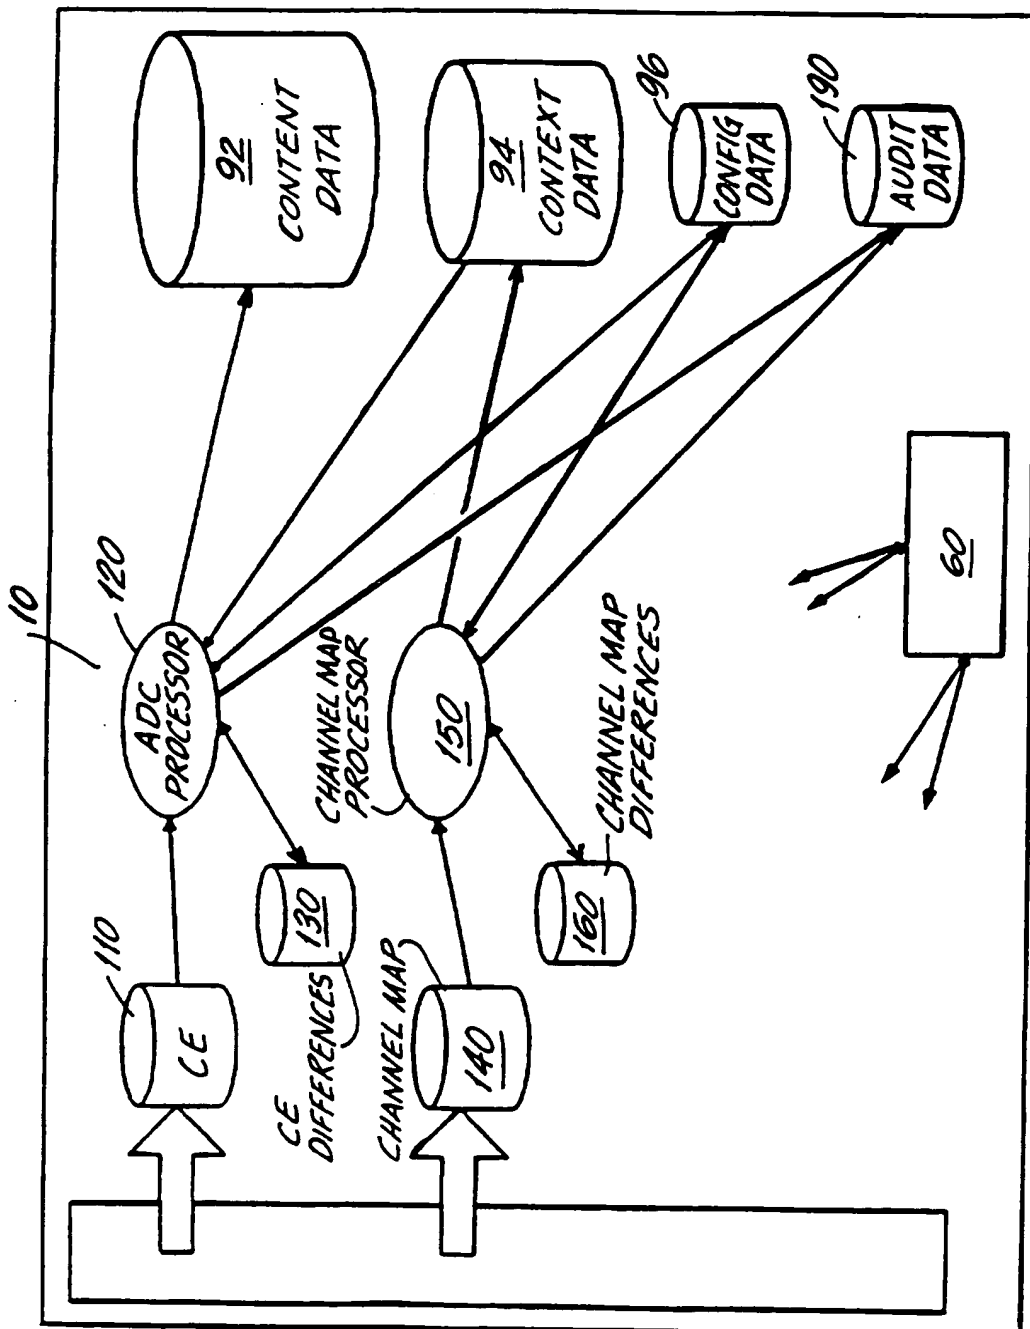 10
110
CE
120
ADC
PROCESSOR
92
CONTENT
DATA
CE
DIFFERENCES
130
94
CONTEXT
DATA
CHANNEL MAP
140
CHANNEL MAP
PROCESSOR
150
96
CONFIG
DATA
160
CHANNEL MAP
DIFFERENCES
190
AUDIT
DATA
60